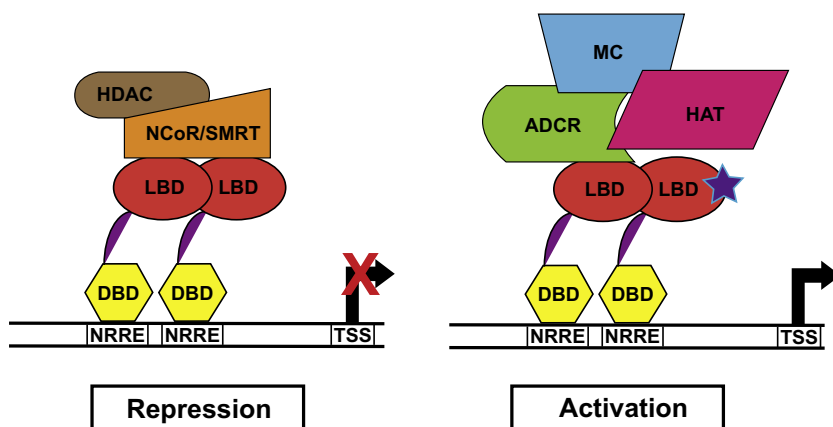 HDAC
NCoR/SMRT
LBD LBD
DBD DBD
NRRE NRRE TSS
X
Repression
MC
ADCR HAT
LBD LBD
DBD DBD
NRRE NRRE TSS
Activation